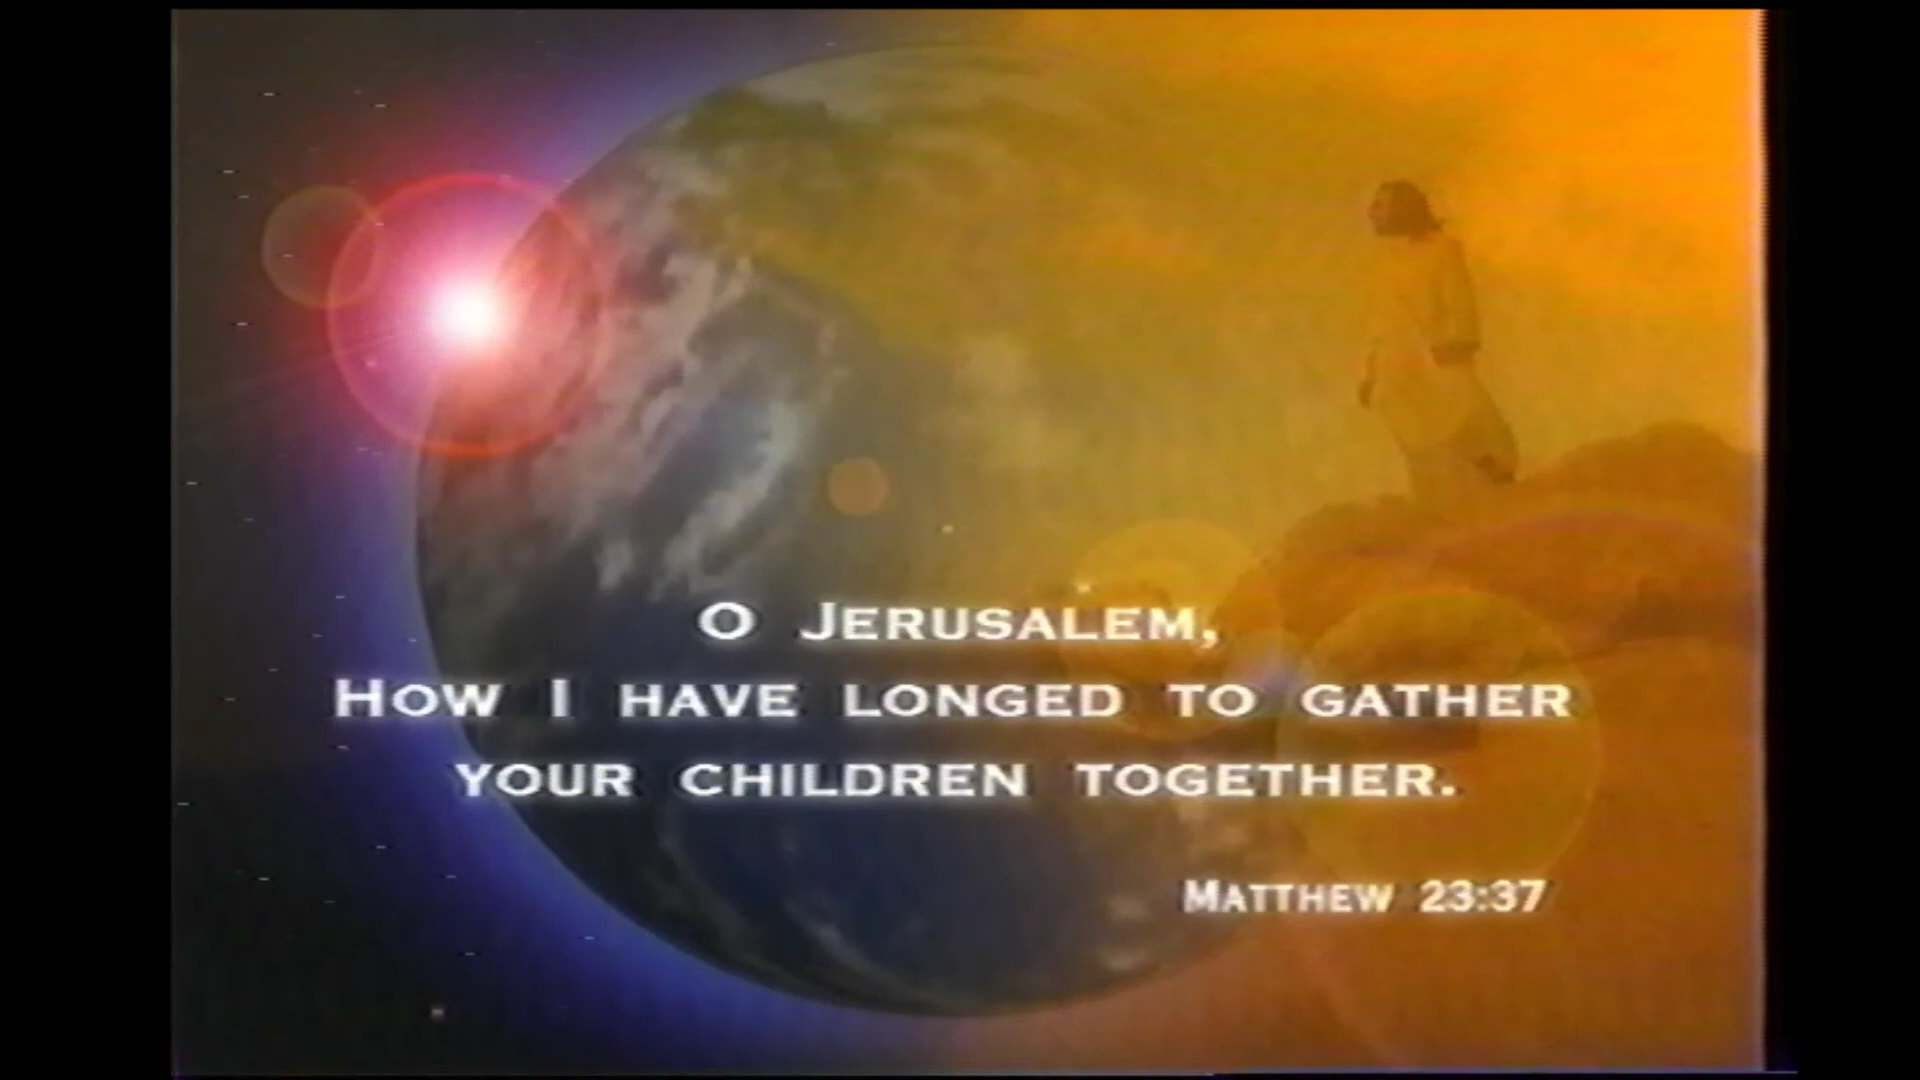 O JERUSALEM,
HOW I HAVE LONGED TO GATHER
YOUR CHILDREN TOGETHER.
MATTHEW 23:37